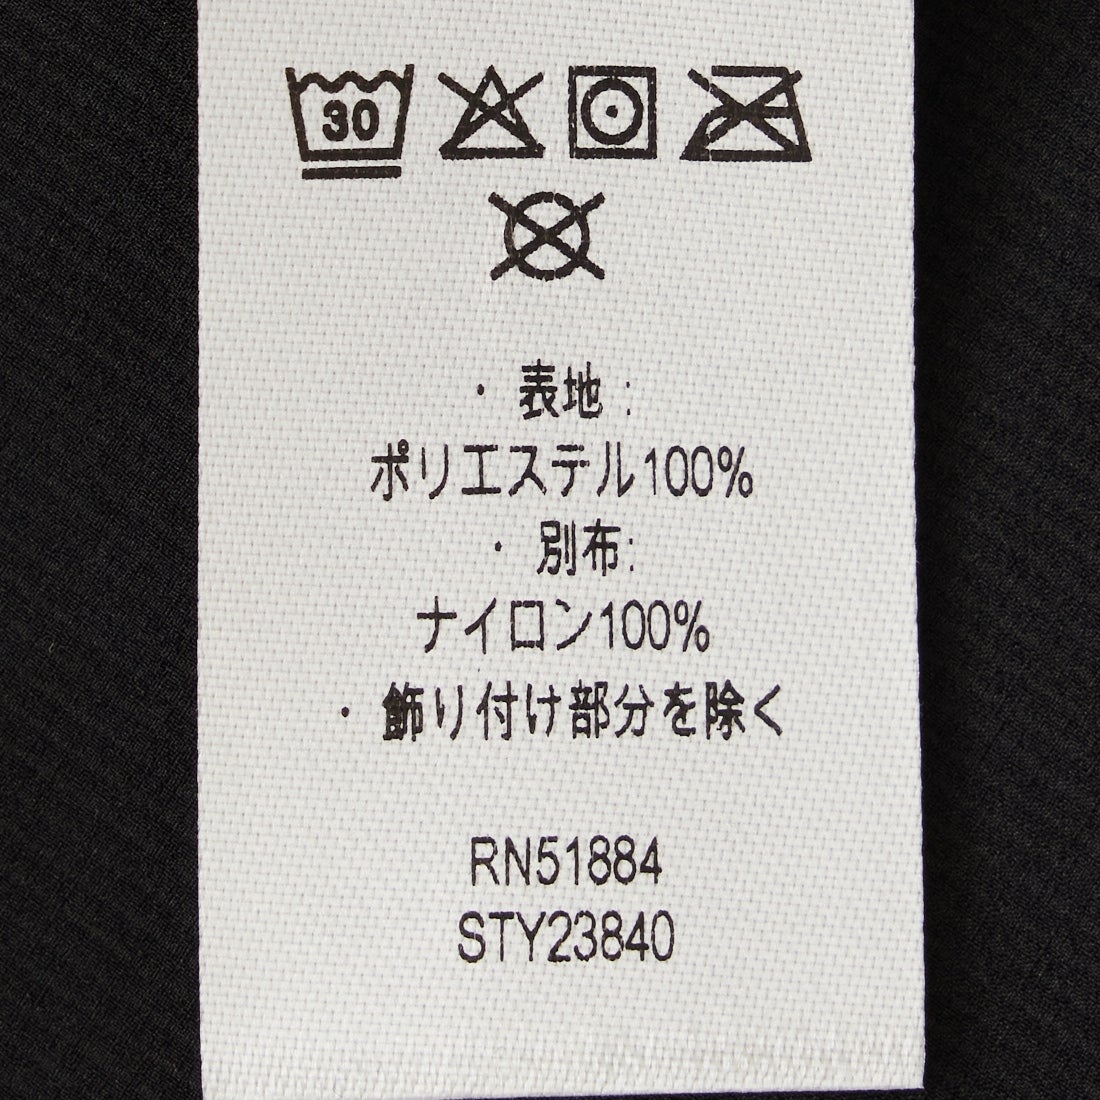 30
・表地:
ポリエステル100%
・別布:
ナイロン100%
・飾り付け部分を除く
RN51884
STY23840